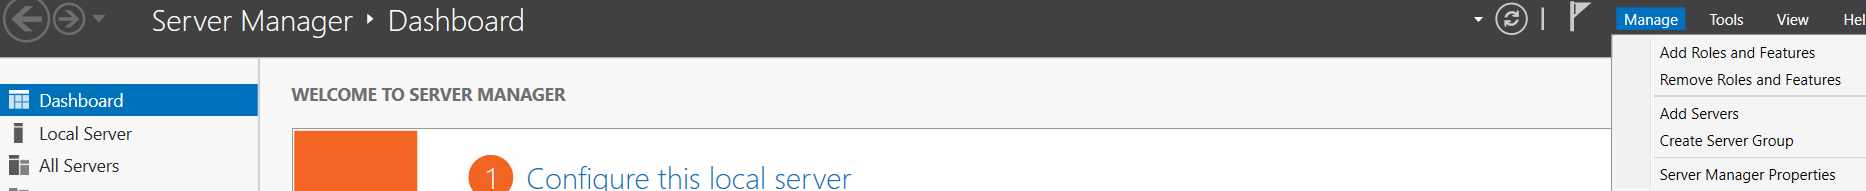 Server Manager ‣ Dashboard
Manage
Tools
View
Hel
Add Roles and Features
Remove Roles and Features
Add Servers
Create Server Group
Server Manager Properties
Dashboard
Local Server
All Servers
WELCOME TO SERVER MANAGER
1 Configure this local server